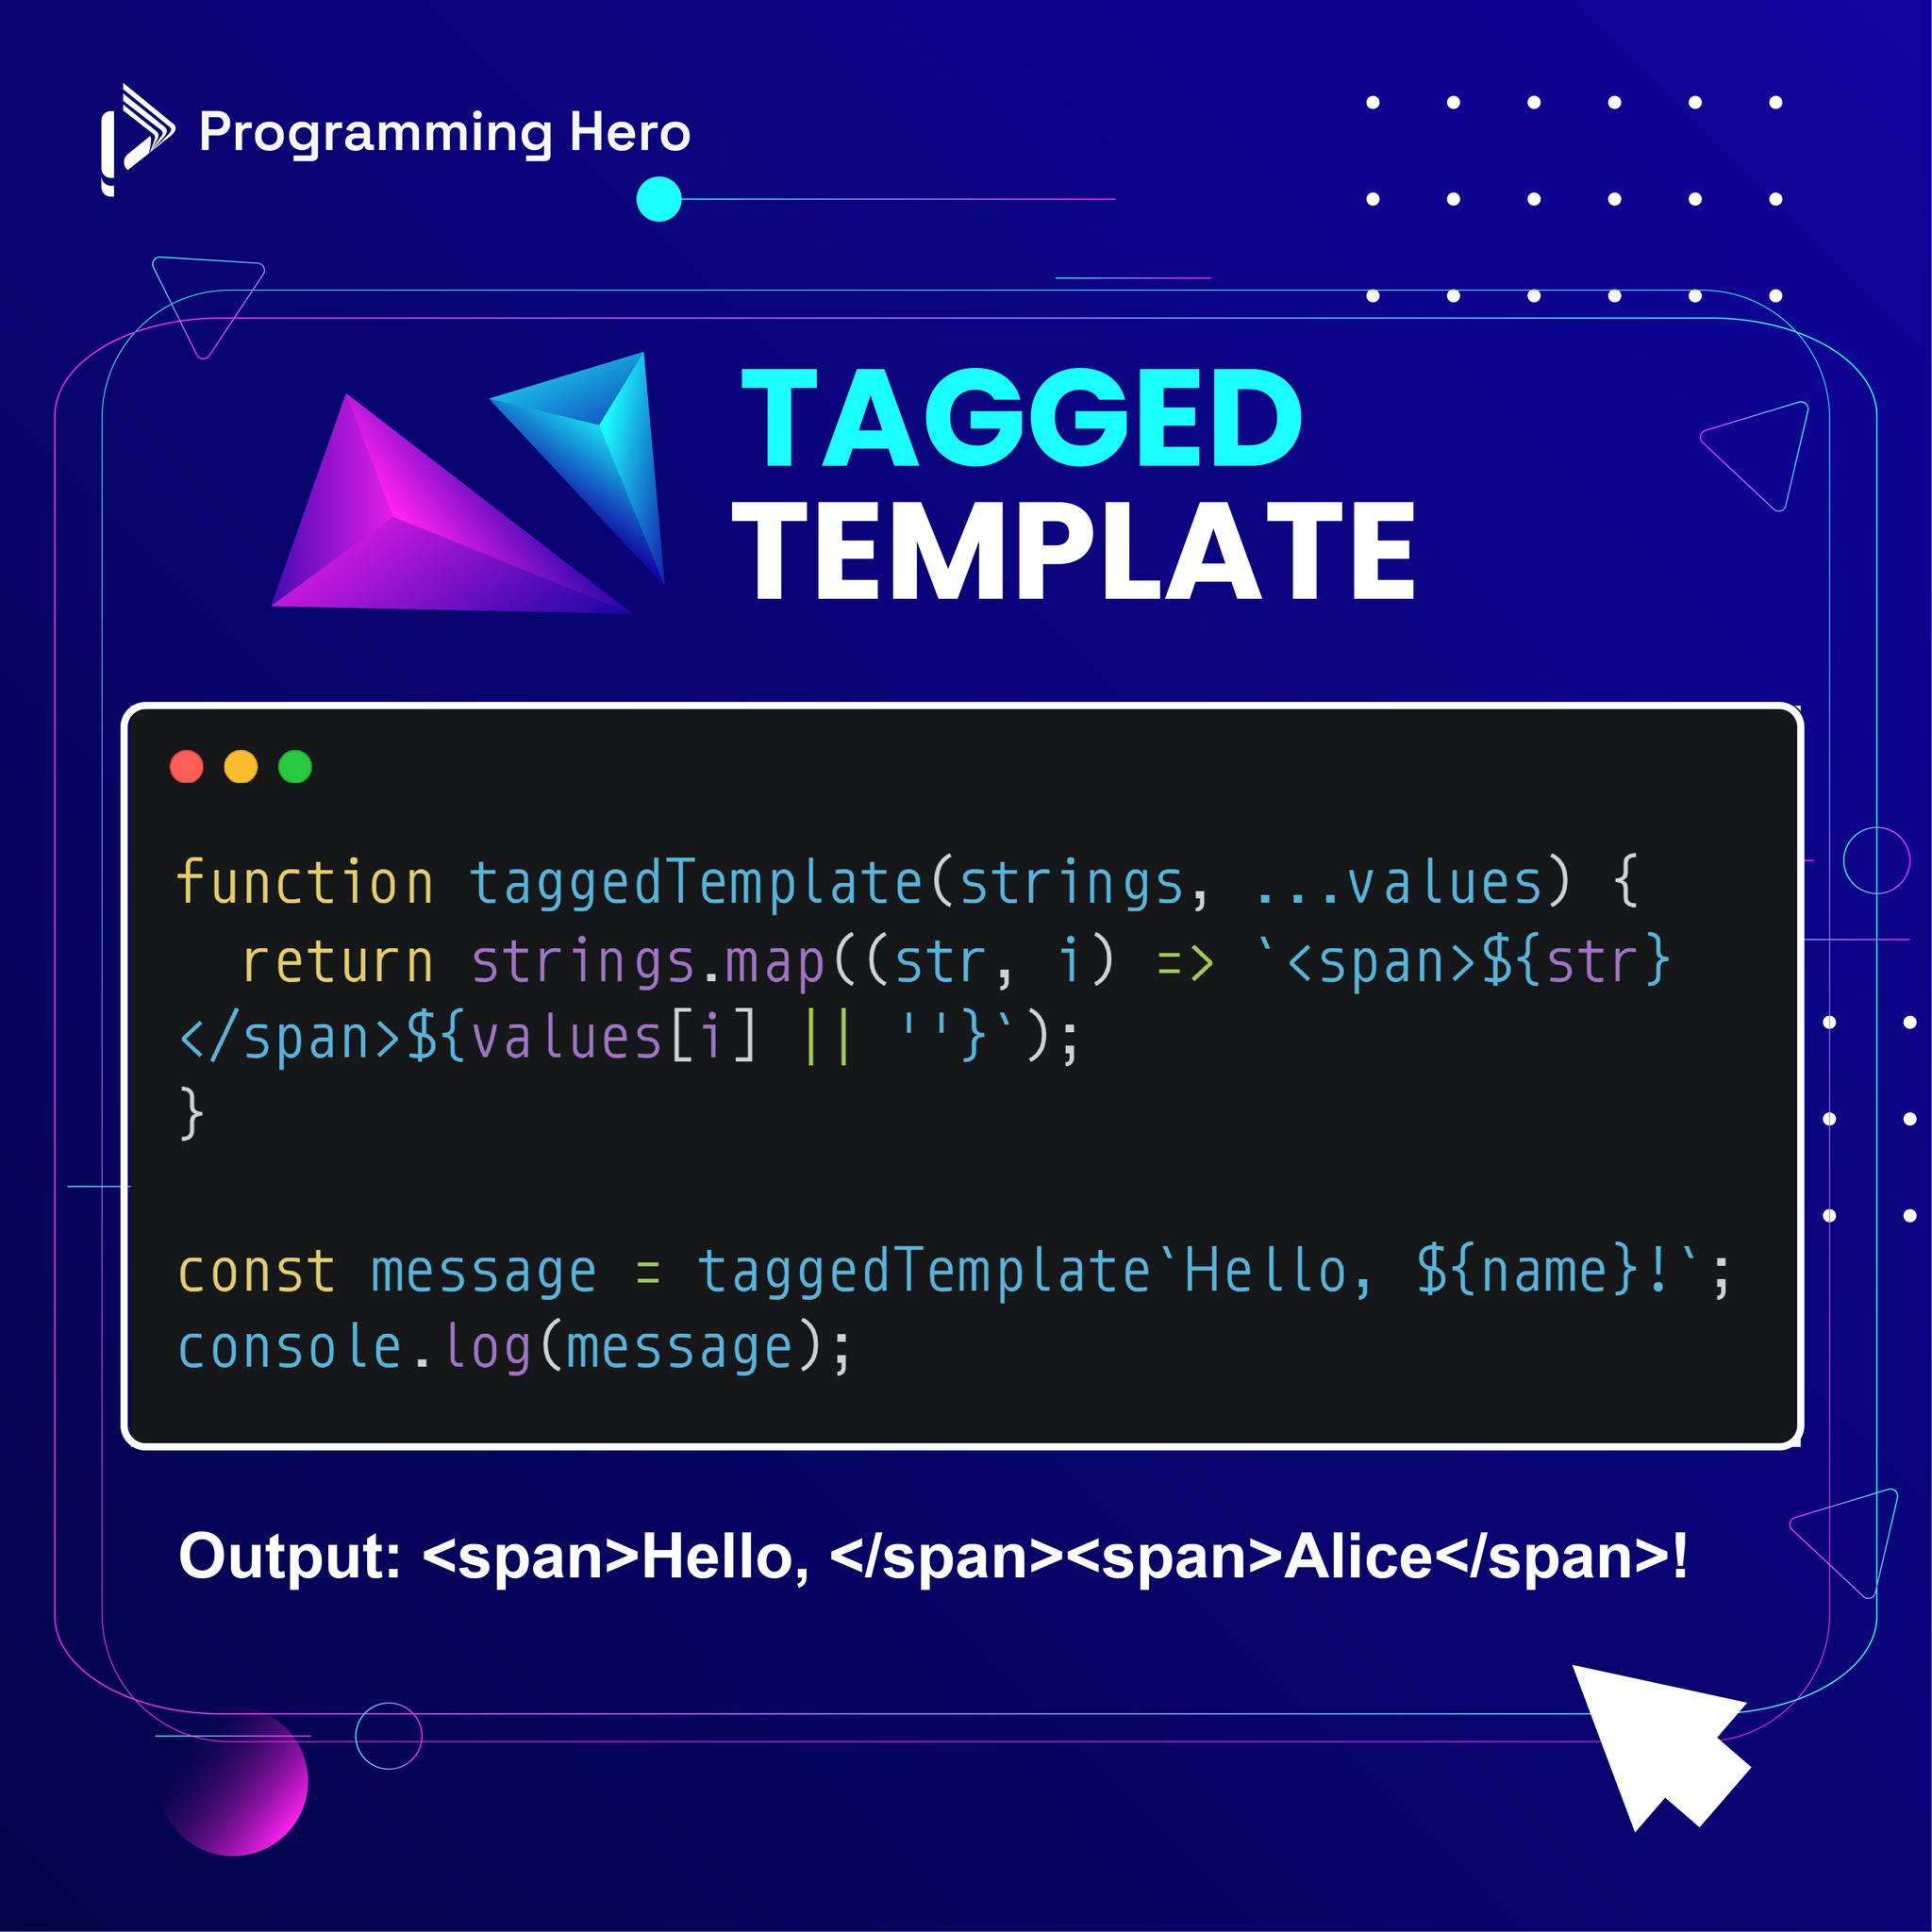 Programming Hero
TAGGED
TEMPLATE
function taggedTemplate(strings, ...values) {
  return strings.map((str, i) => `<span>${str}
</span>${values[i] || ''}`);
}
const message = taggedTemplate`Hello, ${name}!`;
console.log(message);
Output: <span>Hello, </span><span>Alice</span>!